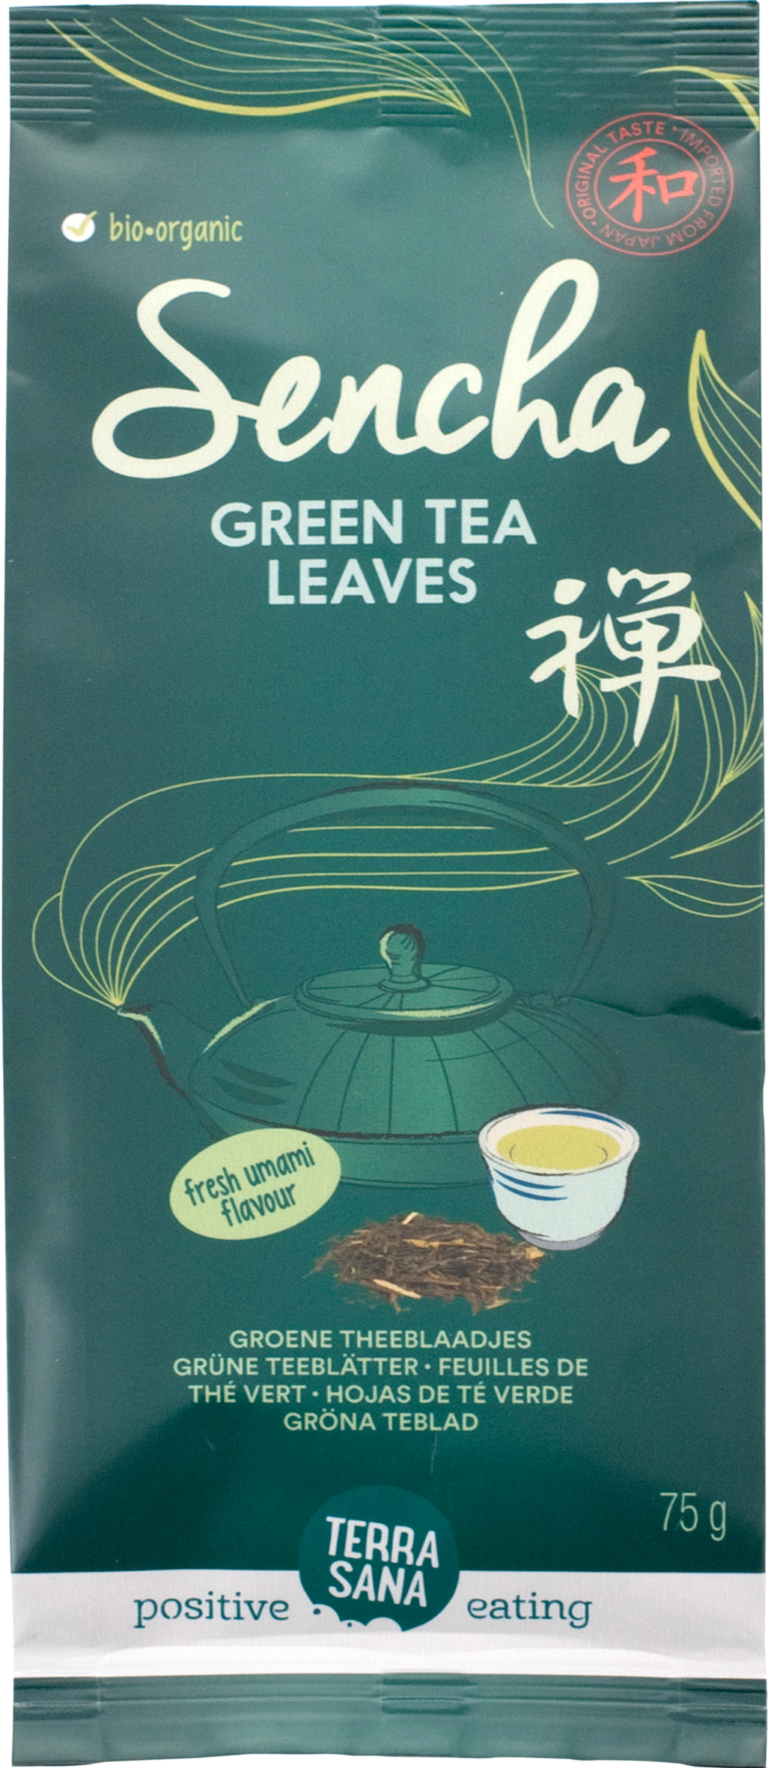 ORIGINAL TASTE • IMPORTED FROM JAPAN •
和
bio•organic
Sencha
GREEN TEA
LEAVES
禅
fresh umami
flavour
GROENE THEEBLAADJES
GRÜNE TEEBLÄTTER • FEUILLES DE
THÉ VERT • HOJAS DE TÉ VERDE
GRÖNA TEBLAD
75 g
TERRA
SANA
positive eating